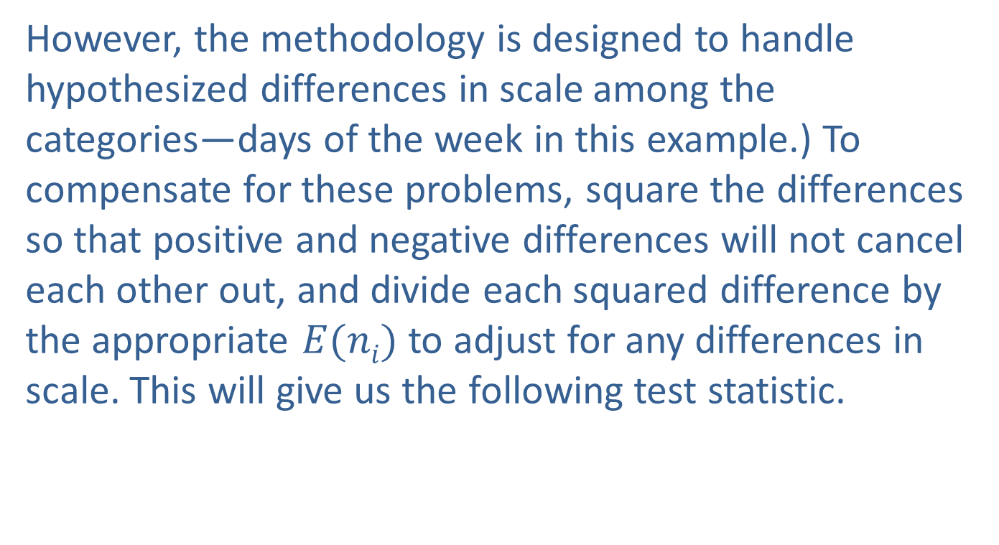 However, the methodology is designed to handle
hypothesized differences in scale among the
categories—days of the week in this example.) To
compensate for these problems, square the differences
so that positive and negative differences will not cancel
each other out, and divide each squared difference by
the appropriate $E(n_i)$ to adjust for any differences in
scale. This will give us the following test statistic.